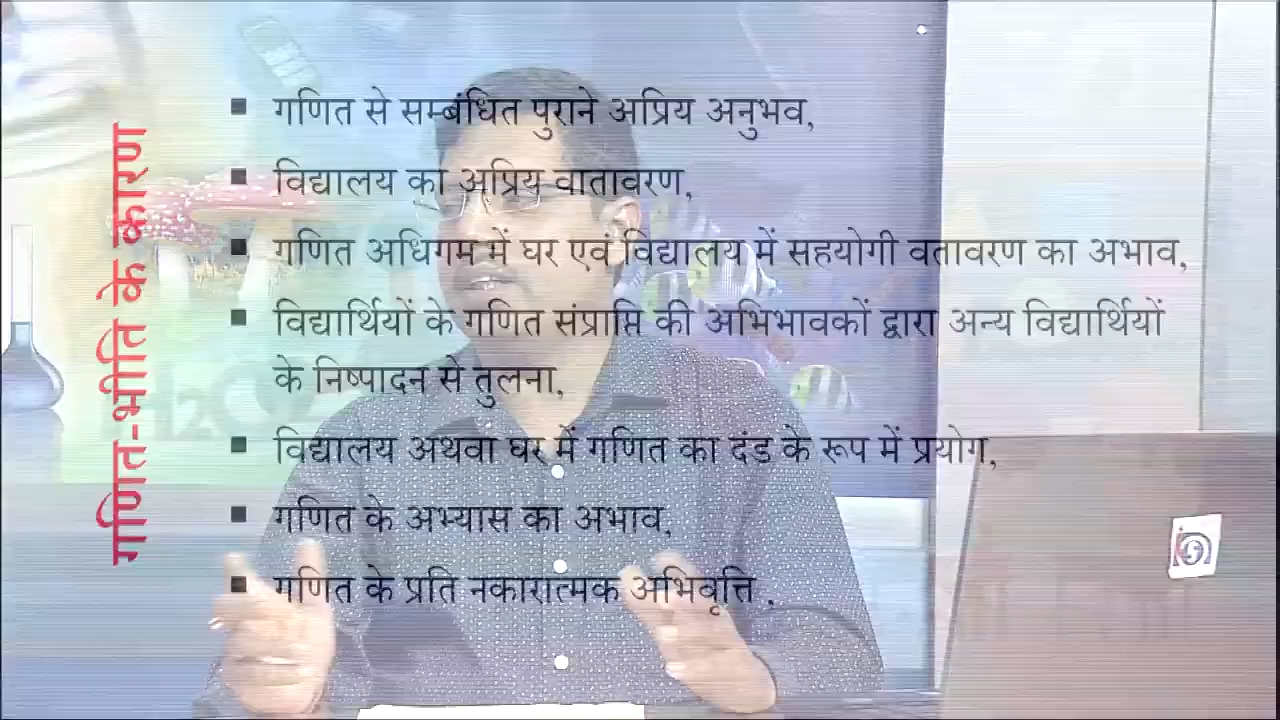 गणित-भीति के कारण
▪ गणित से सम्बंधित पुराने अप्रिय अनुभव,
▪ विद्यालय का अप्रिय वातावरण,
▪ गणित अधिगम में घर एवं विद्यालय में सहयोगी वतावरण का अभाव,
▪ विद्यार्थियों के गणित संप्राप्ति की अभिभावकों द्वारा अन्य विद्यार्थियों
के निष्पादन से तुलना,
▪ विद्यालय अथवा घर में गणित का दंड के रूप में प्रयोग,
▪ गणित के अभ्यास का अभाव,
▪ गणित के प्रति नकारात्मक अभिवृत्ति .
H₂O